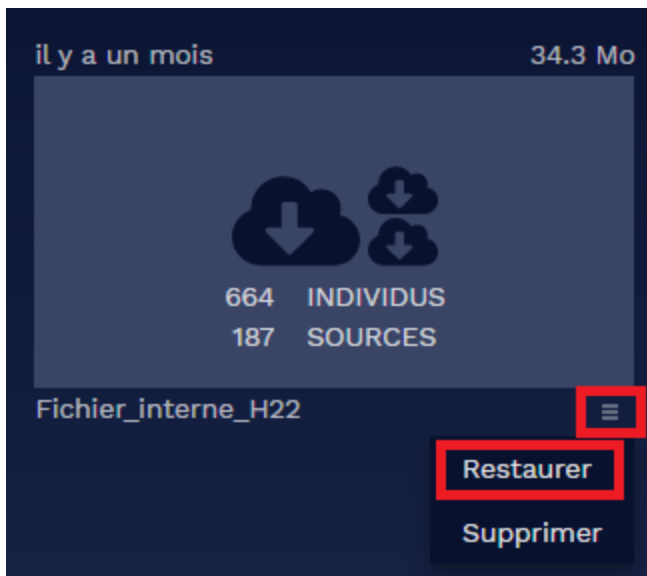 il y a un mois 34.3 Mo
664 INDIVIDUS
187 SOURCES
Fichier_interne_H22
Restaurer
Supprimer